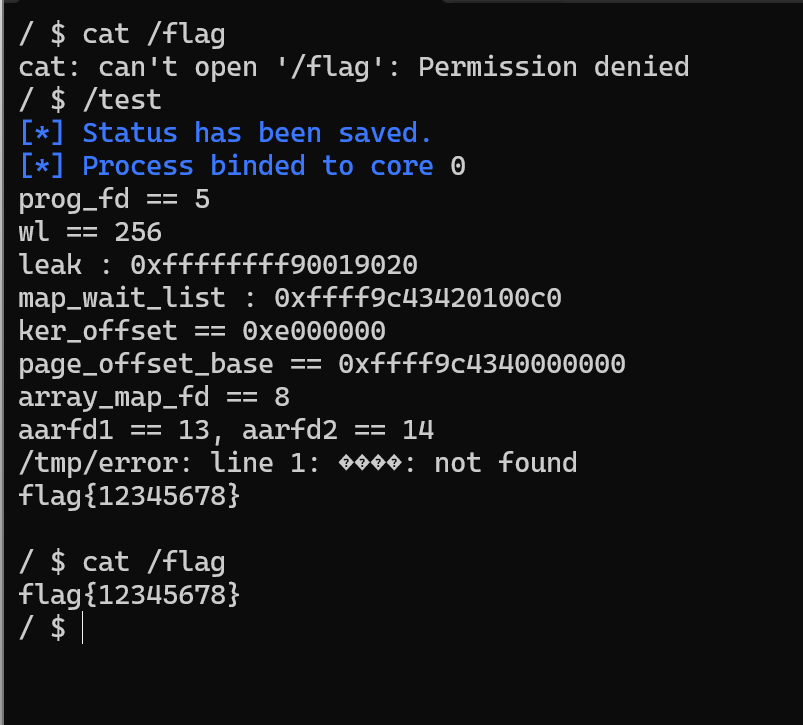 / $ cat /flag
cat: can't open '/flag': Permission denied
/ $ /test
[*] Status has been saved.
[*] Process binded to core 0
prog_fd == 5
wl == 256
leak : 0xffffffff90019020
map_wait_list : 0xffff9c43420100c0
ker_offset == 0xe000000
page_offset_base == 0xffff9c4340000000
array_map_fd == 8
aarfd1 == 13, aarfd2 == 14
/tmp/error: line 1: ����: not found
flag{12345678}
/ $ cat /flag
flag{12345678}
/ $